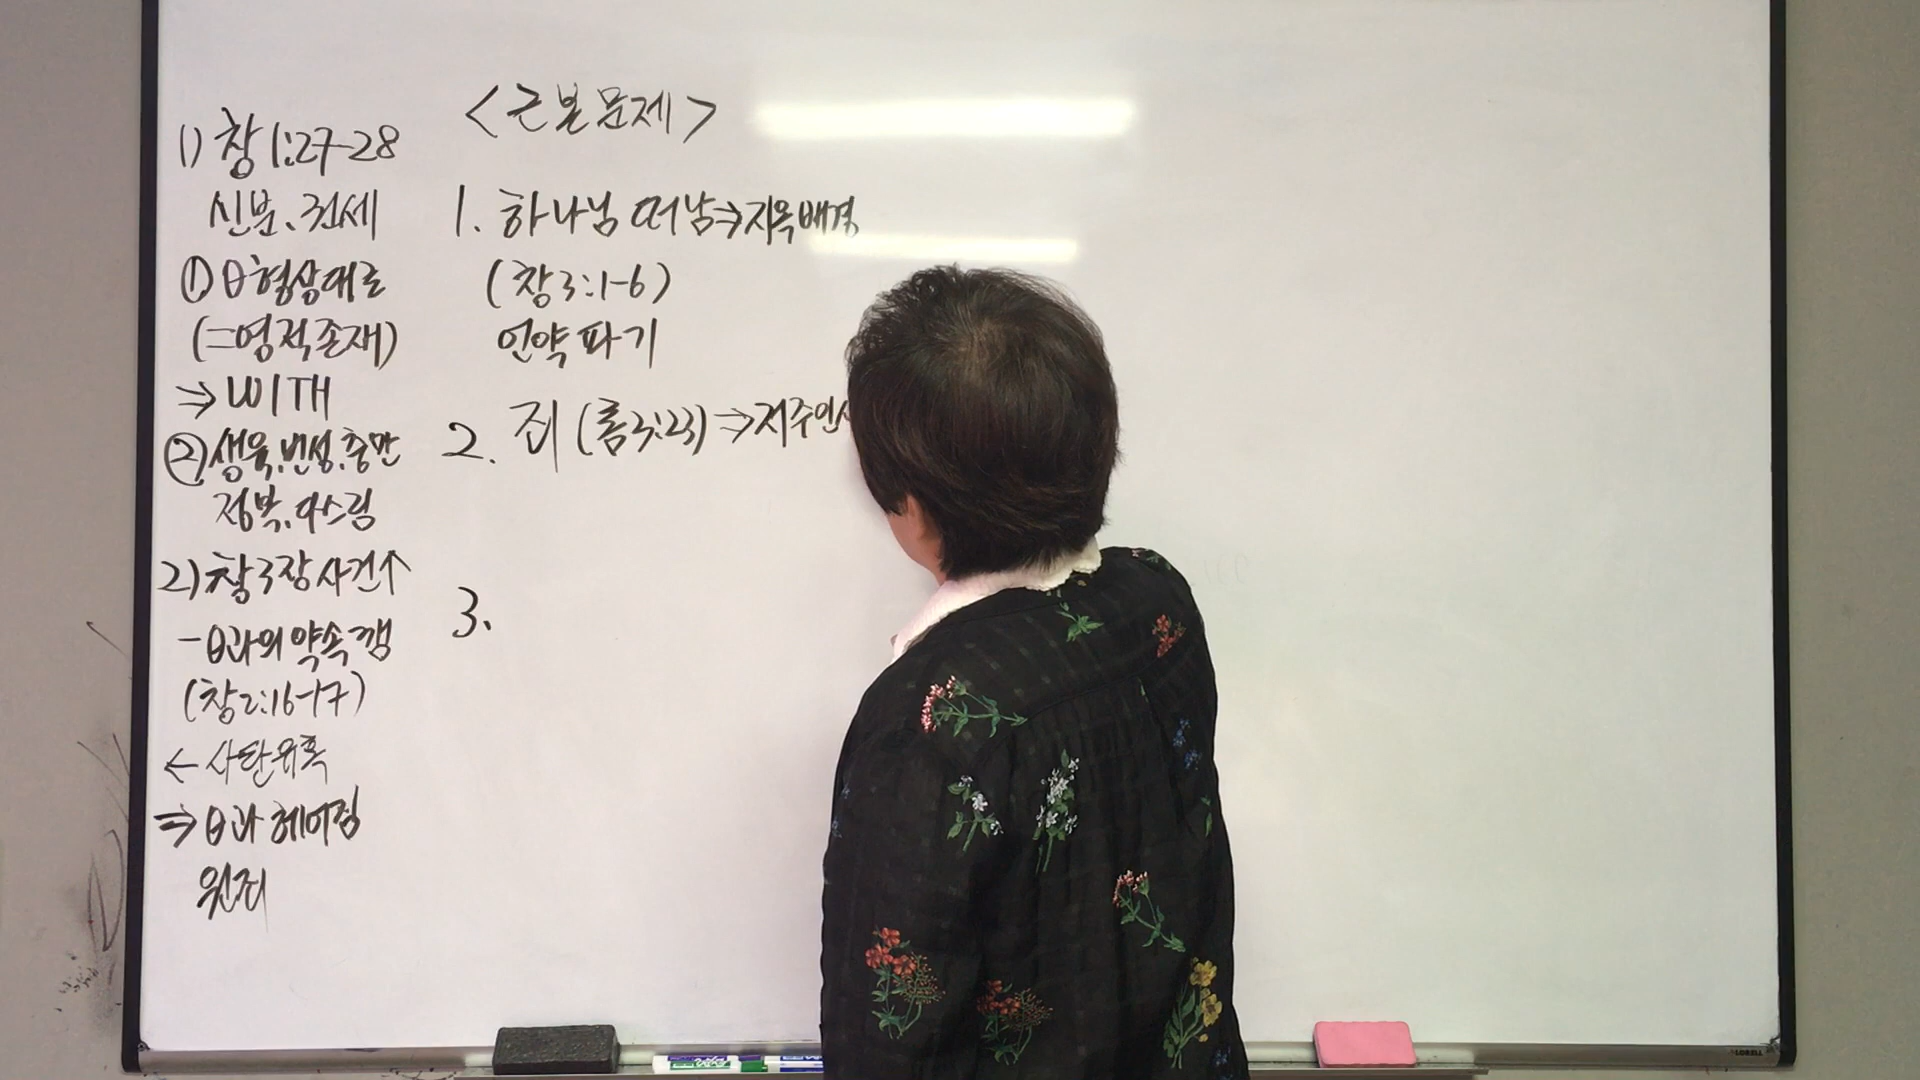 <근본문제>
1) 창 1:27-28
신분、권세
① θ형상대로
(=영적존재)
⇒ WITH
② 생육、번성、충만
정복、다스림
2) 창3장 사건↑
- θ과의 약속 깸
(창2:16-17)
← 사탄유혹
⇒ θ과 헤어짐
원죄
1. 하나님 떠남⇒지옥배경
(창3:1-6)
언약파기
2. 죄 (롬3:23) ⇒저주인
3.